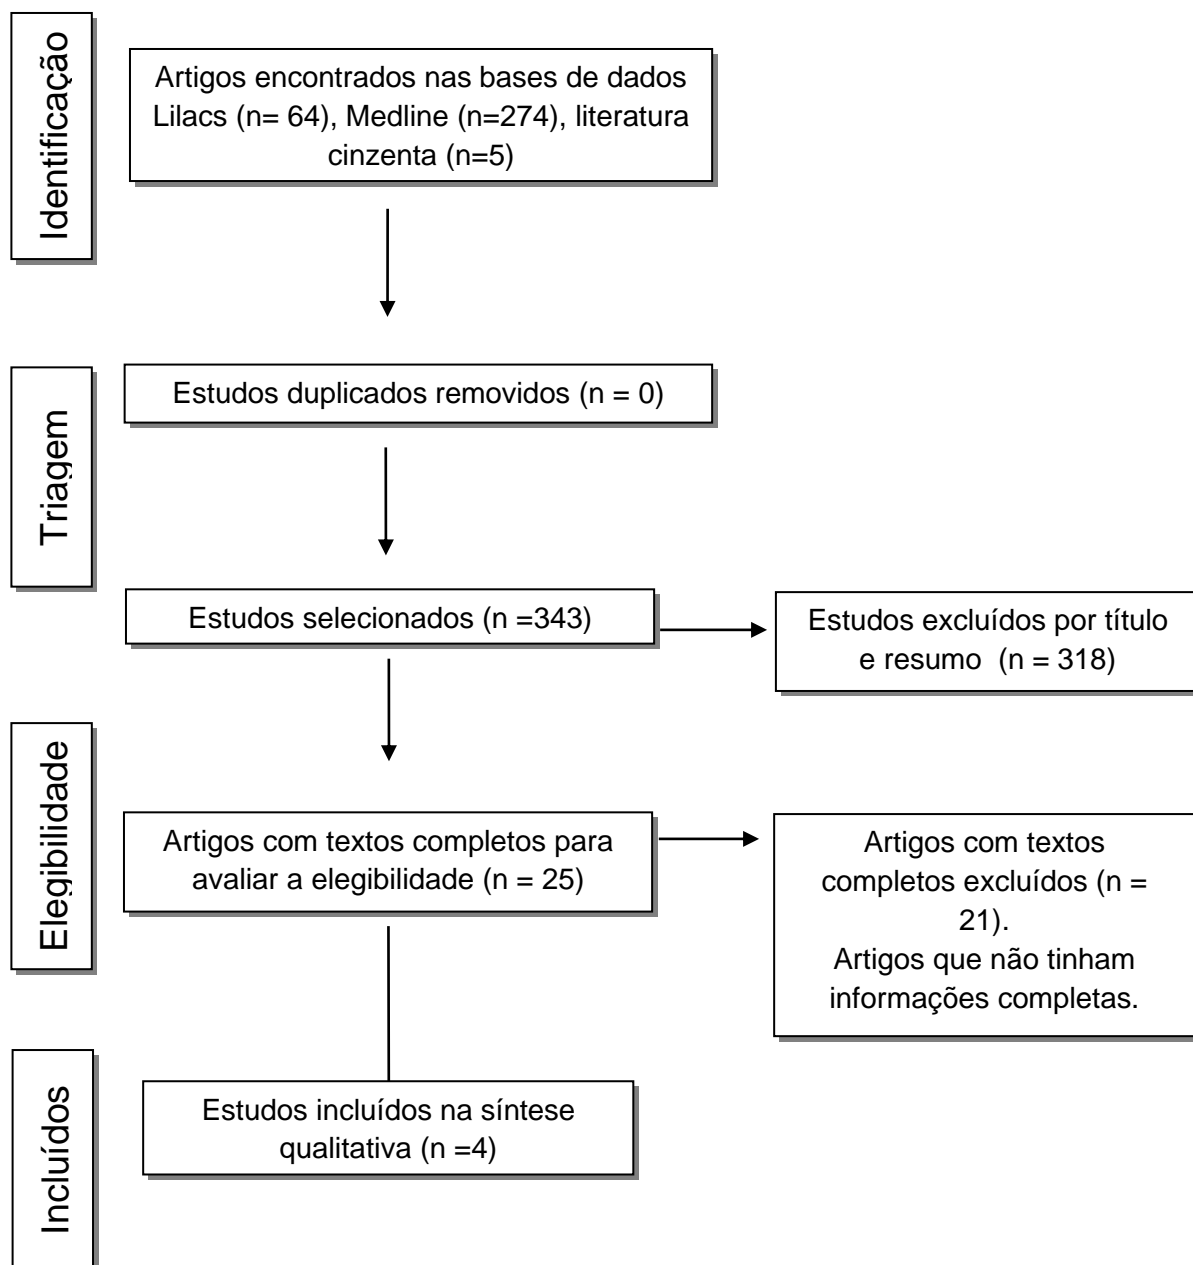 Identificação
Artigos encontrados nas bases de dados
Lilacs (n= 64), Medline (n=274), literatura
cinzenta (n=5)
Triagem
Estudos duplicados removidos (n = 0)
Estudos selecionados (n =343)
Estudos excluídos por título
e resumo  (n = 318)
Elegibilidade
Artigos com textos completos para
avaliar a elegibilidade (n = 25)
Artigos com textos
completos excluídos (n =
21).
Artigos que não tinham
informações completas.
Incluídos
Estudos incluídos na síntese
qualitativa (n =4)